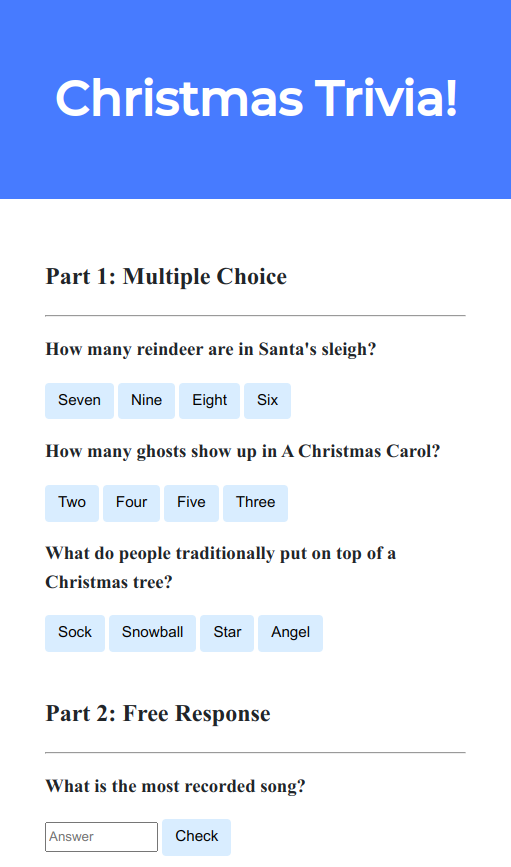 Christmas Trivia!
Part 1: Multiple Choice
How many reindeer are in Santa's sleigh?
Seven Nine Eight Six
How many ghosts show up in A Christmas Carol?
Two Four Five Three
What do people traditionally put on top of a
Christmas tree?
Sock Snowball Star Angel
Part 2: Free Response
What is the most recorded song?
Answer Check